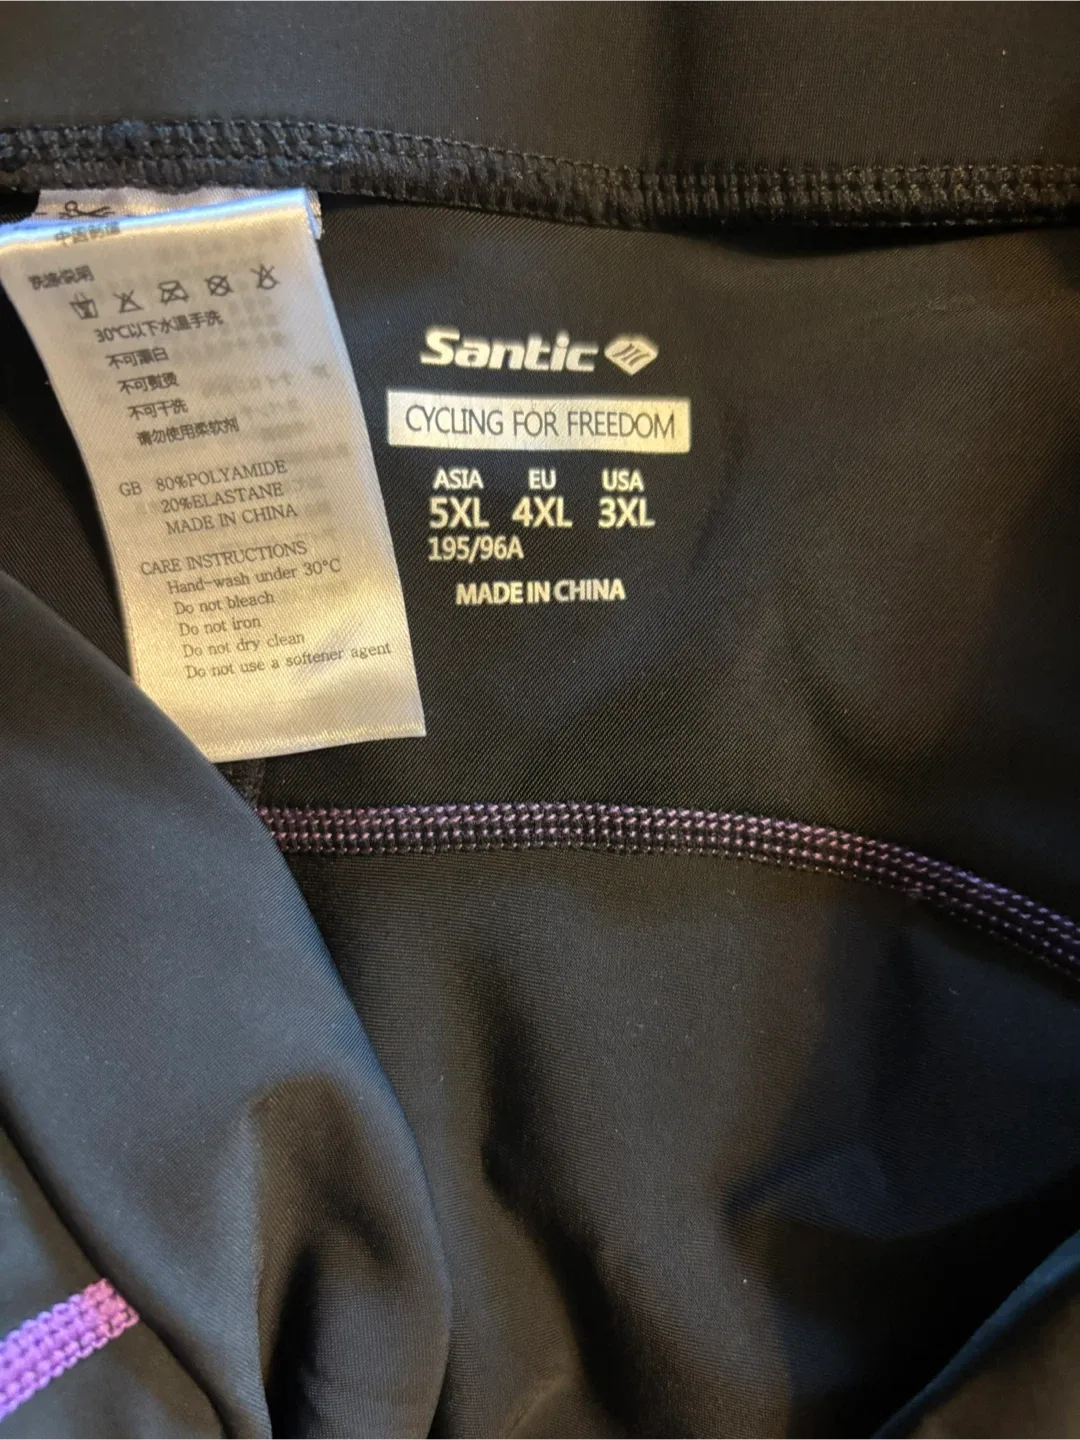 中国制造
洗涤说明
30℃以下水温手洗
不可漂白
不可熨烫
不可干洗
请勿使用柔软剂
GB 80%POLYAMIDE
20%ELASTANE
MADE IN CHINA
CARE INSTRUCTIONS
Hand-wash under 30°C
Do not bleach
Do not iron
Do not dry clean
Do not use a softener agent
Santic
CYCLING FOR FREEDOM
ASIA EU USA
5XL 4XL 3XL
195/96A
MADE IN CHINA